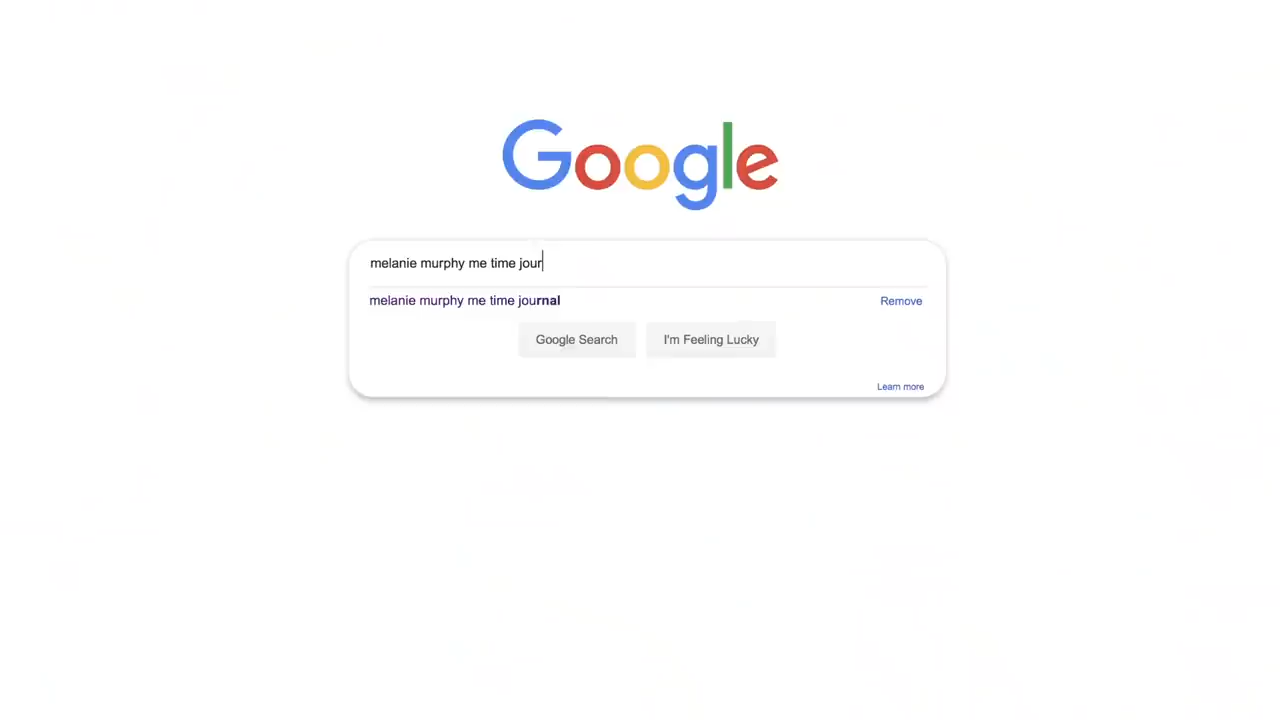 Google
melanie murphy me time jour
melanie murphy me time journal Remove
Google Search I'm Feeling Lucky
Learn more